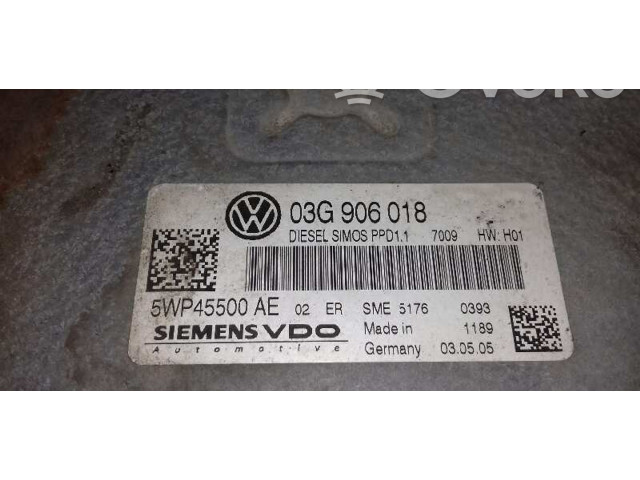 03G 906 018
DIESEL SIMOS PPD1.1 7009 HW: H01
5WP45500 AE 02 ER SME 5176 0393
SIEMENS VDO Made in 1189
Automotive Germany 03.05.05